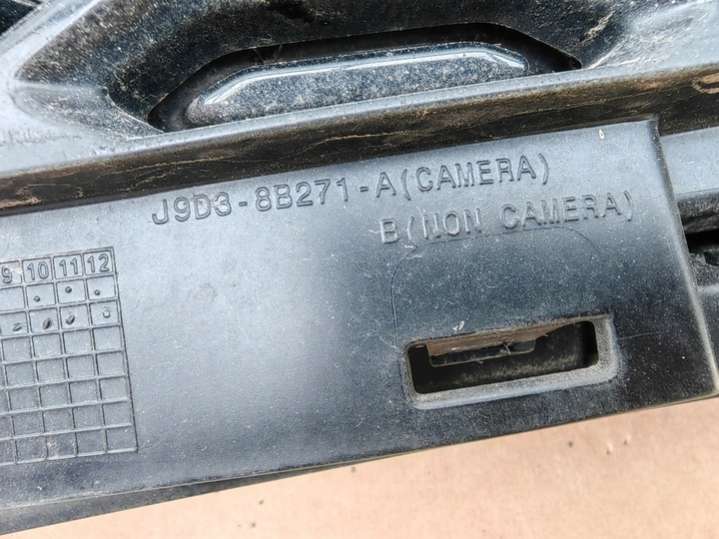 J9D3-8B271-A(CAMERA)
B(NON CAMERA)
9 10 11 12